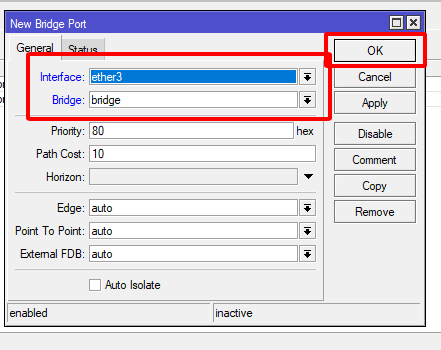 New Bridge Port
General Status
Interface: ether3
Bridge: bridge
Priority: 80 hex
Path Cost: 10
Horizon:
Edge: auto
Point To Point: auto
External FDB: auto
Auto Isolate
OK
Cancel
Apply
Disable
Comment
Copy
Remove
enabled inactive